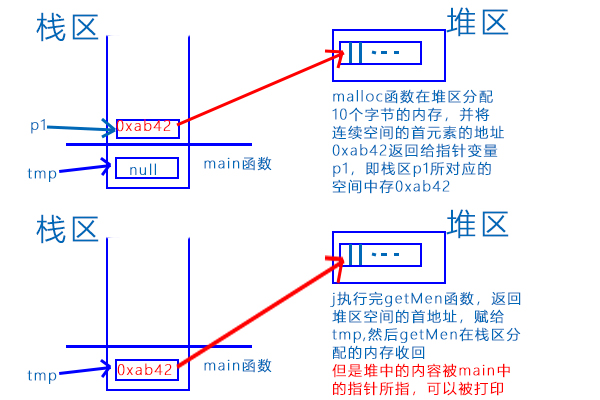 栈区
堆区
p1
0xab42
tmp
null
main函数
malloc函数在堆区分配
10个字节的内存，并将
连续空间的首元素的地址
0xab42返回给指针变量
p1，即栈区p1所对应的
空间中存0xab42
栈区
堆区
tmp
0xab42
main函数
j执行完getMen函数，返回
堆区空间的首地址，赋给
tmp,然后getMen在栈区分
配的内存收回
但是堆中的内容被main中
的指针所指，可以被打印